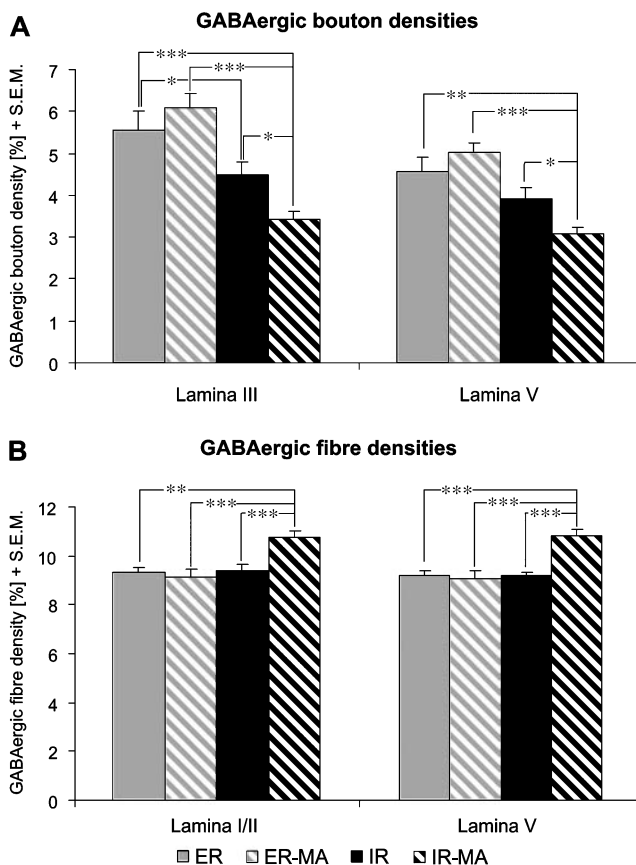 A
GABAergic bouton densities
GABAergic bouton density [%] + S.E.M.
7
6
5
4
3
2
1
0
***
***
*
*
**
***
*
Lamina III
Lamina V
B
GABAergic fibre densities
GABAergic fibre density [%] + S.E.M.
12
10
8
6
4
2
0
**
***
***
***
***
***
Lamina I/II
Lamina V
ER
ER-MA
IR
IR-MA